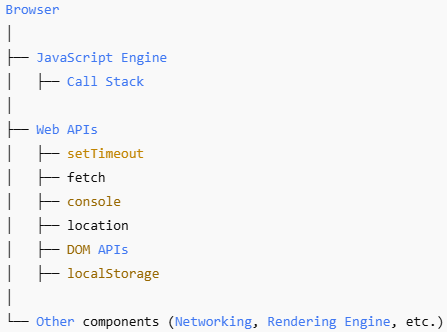 Browser
│
├── JavaScript Engine
│   ├── Call Stack
│
├── Web APIs
│   ├── setTimeout
│   ├── fetch
│   ├── console
│   ├── location
│   ├── DOM APIs
│   ├── localStorage
│
└── Other components (Networking, Rendering Engine, etc.)